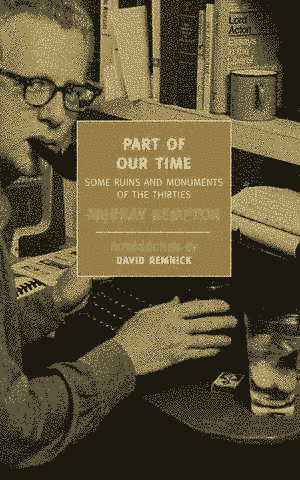 Lord
Acton
PART OF
OUR TIME
SOME RUINS AND MONUMENTS
OF THE THIRTIES
MURRAY KEMPTON
INTRODUCTION BY
DAVID REMNICK